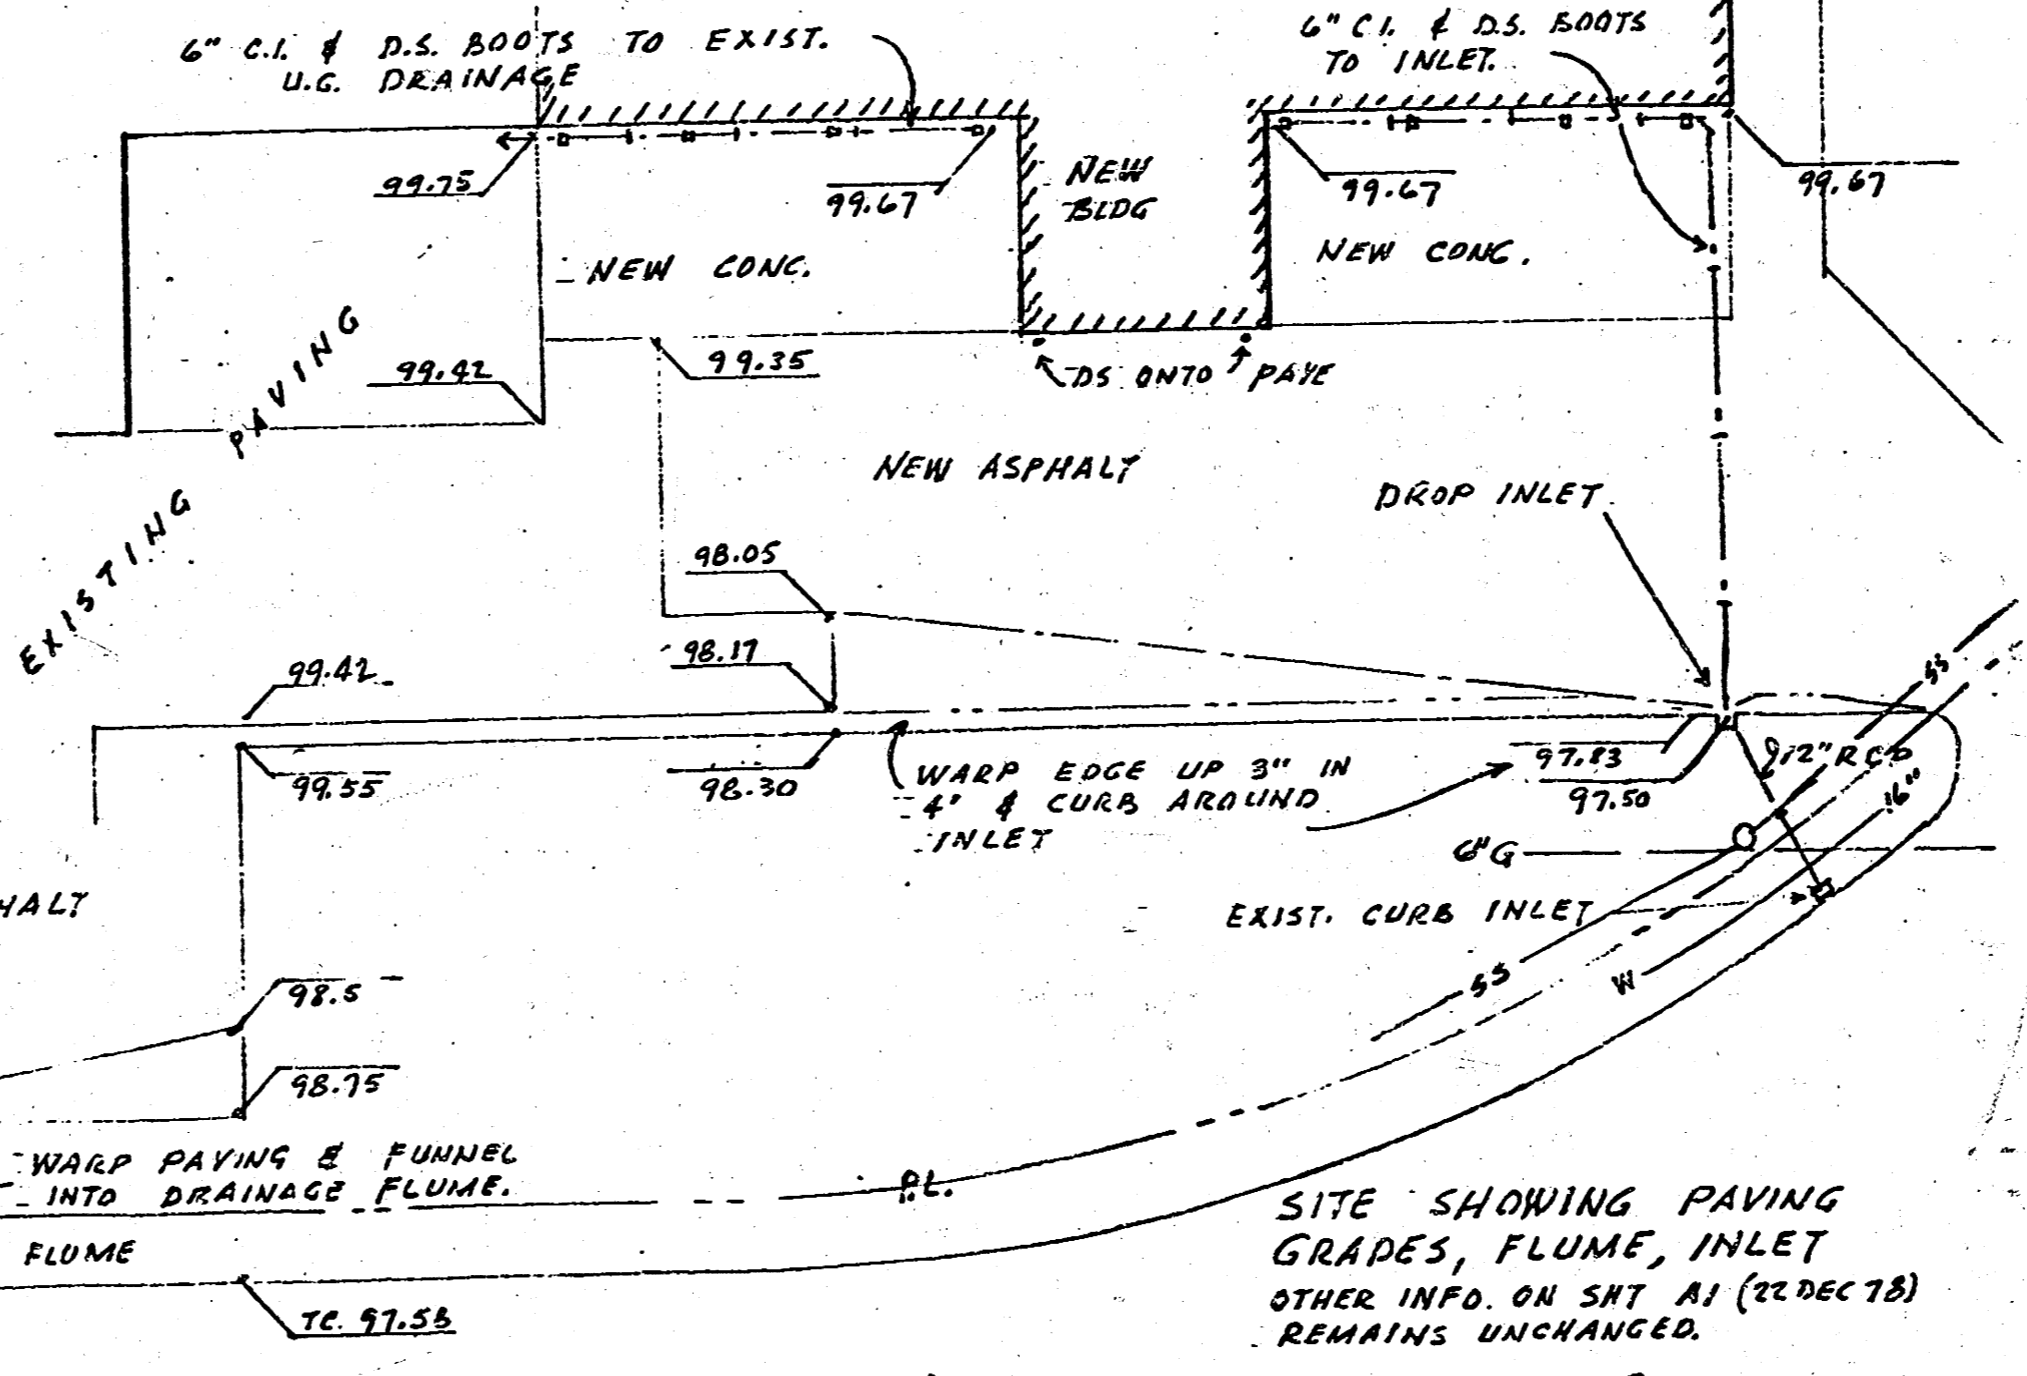 6" C.I. & D.S. BOOTS TO EXIST.
U.G. DRAINAGE
6" C.I. & D.S. BOOTS
TO INLET.
99.75
99.67
NEW
BLDG
99.67
99.67
NEW CONC.
NEW CONC.
EXISTING PAVING
99.42
99.35
DS ONTO PAVE
NEW ASPHALT
DROP INLET
98.05
98.17
99.42
99.55
98.30
WARP EDGE UP 3" IN
4' & CURB AROUND
INLET
97.83
97.50
12" RCP
SS
16"
6" G
HALT
EXIST. CURB INLET
SS
W
98.5
98.75
WARP PAVING & FUNNEL
INTO DRAINAGE FLUME.
P.L.
FLUME
TC. 97.53
SITE SHOWING PAVING
GRADES, FLUME, INLET
OTHER INFO. ON SHT A1 (22 DEC 78)
REMAINS UNCHANGED.